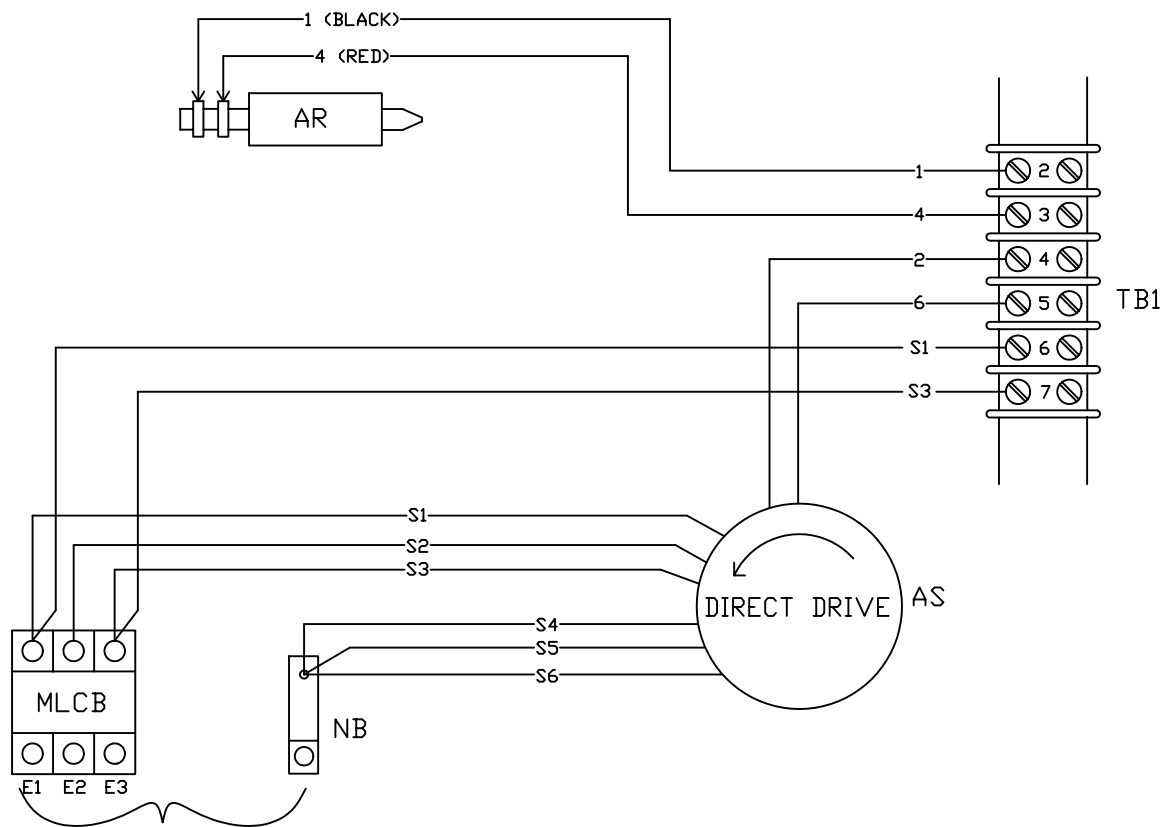 1 (BLACK)
4 (RED)
AR
1
2
4
3
2
4
TB1
6
5
S1
6
S3
7
S1
S2
S3
DIRECT DRIVE
AS
S4
S5
S6
MLCB
NB
E1 E2 E3